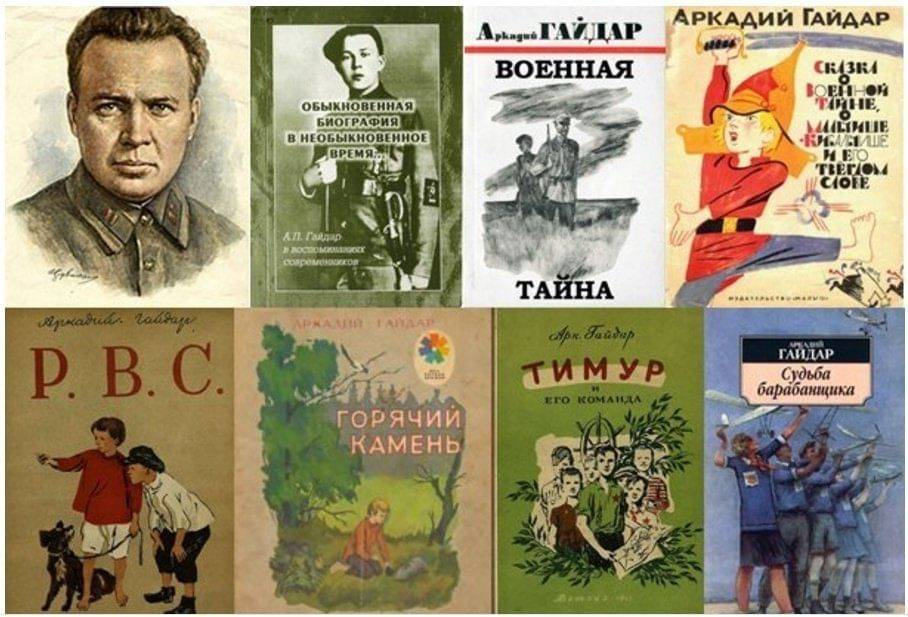 ОБЫКНОВЕННАЯ
БИОГРАФИЯ
В НЕОБЫКНОВЕННОЕ
ВРЕМЯ...
А.П. Гайдар
в воспоминаниях
современников
Аркадий ГАЙДАР
ВОЕННАЯ
ТАЙНА
АРКАДИЙ ГАЙДАР
СКАЗКА
О
ВОЕННОЙ
ТАЙНЕ,
О
МАЛЬЧИШЕ
-КИБАЛЬЧИШЕ
И ЕГО
ТВЕРДОМ
СЛОВЕ
ИЗДАТЕЛЬСТВО «МАЛЫШ»
Аркадий Гайдар
Р. В. С.
АРКАДИЙ ГАЙДАР
ГОРЯЧИЙ
КАМЕНЬ
Арк. Гайдар
ТИМУР
И
ЕГО КОМАНДА
АРКАДИЙ
ГАЙДАР
Судьба
барабанщика